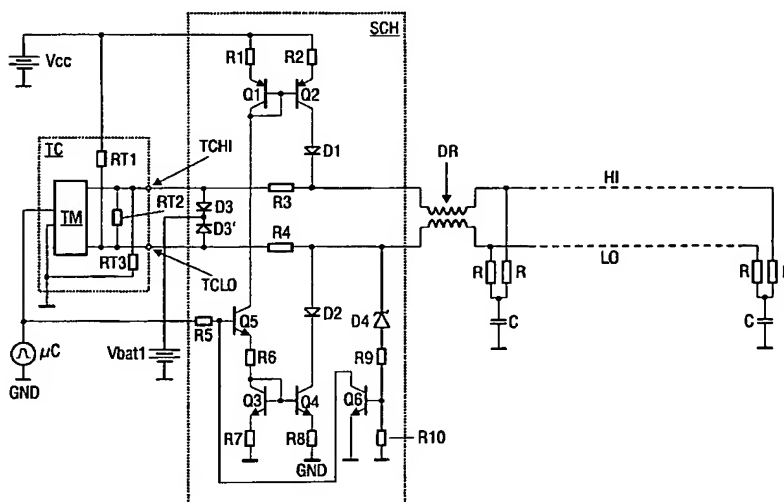 SCH
R1
R2
Vcc
Q1
Q2
TC
TCHI
D1
DR
RT1
HI
TM
RT2
D3
R3
D3'
R4
RT3
LO
TCLO
R
R
R
D2
D4
C
C
R5
Q5
µC
Vbat1
R6
R9
GND
Q3
Q4
Q6
R7
R8
R10
GND